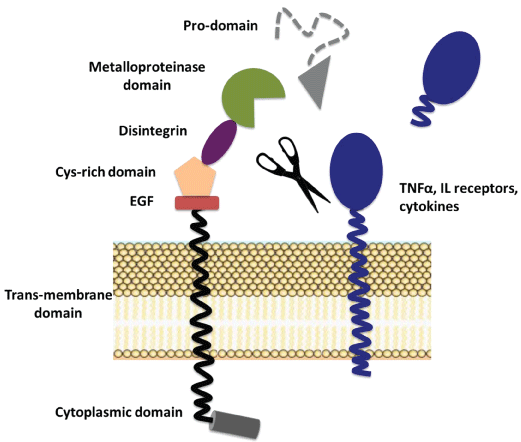 Pro-domain
Metalloproteinase
domain
Disintegrin
Cys-rich domain
EGF
TNFα, IL receptors,
cytokines
Trans-membrane
domain
Cytoplasmic domain